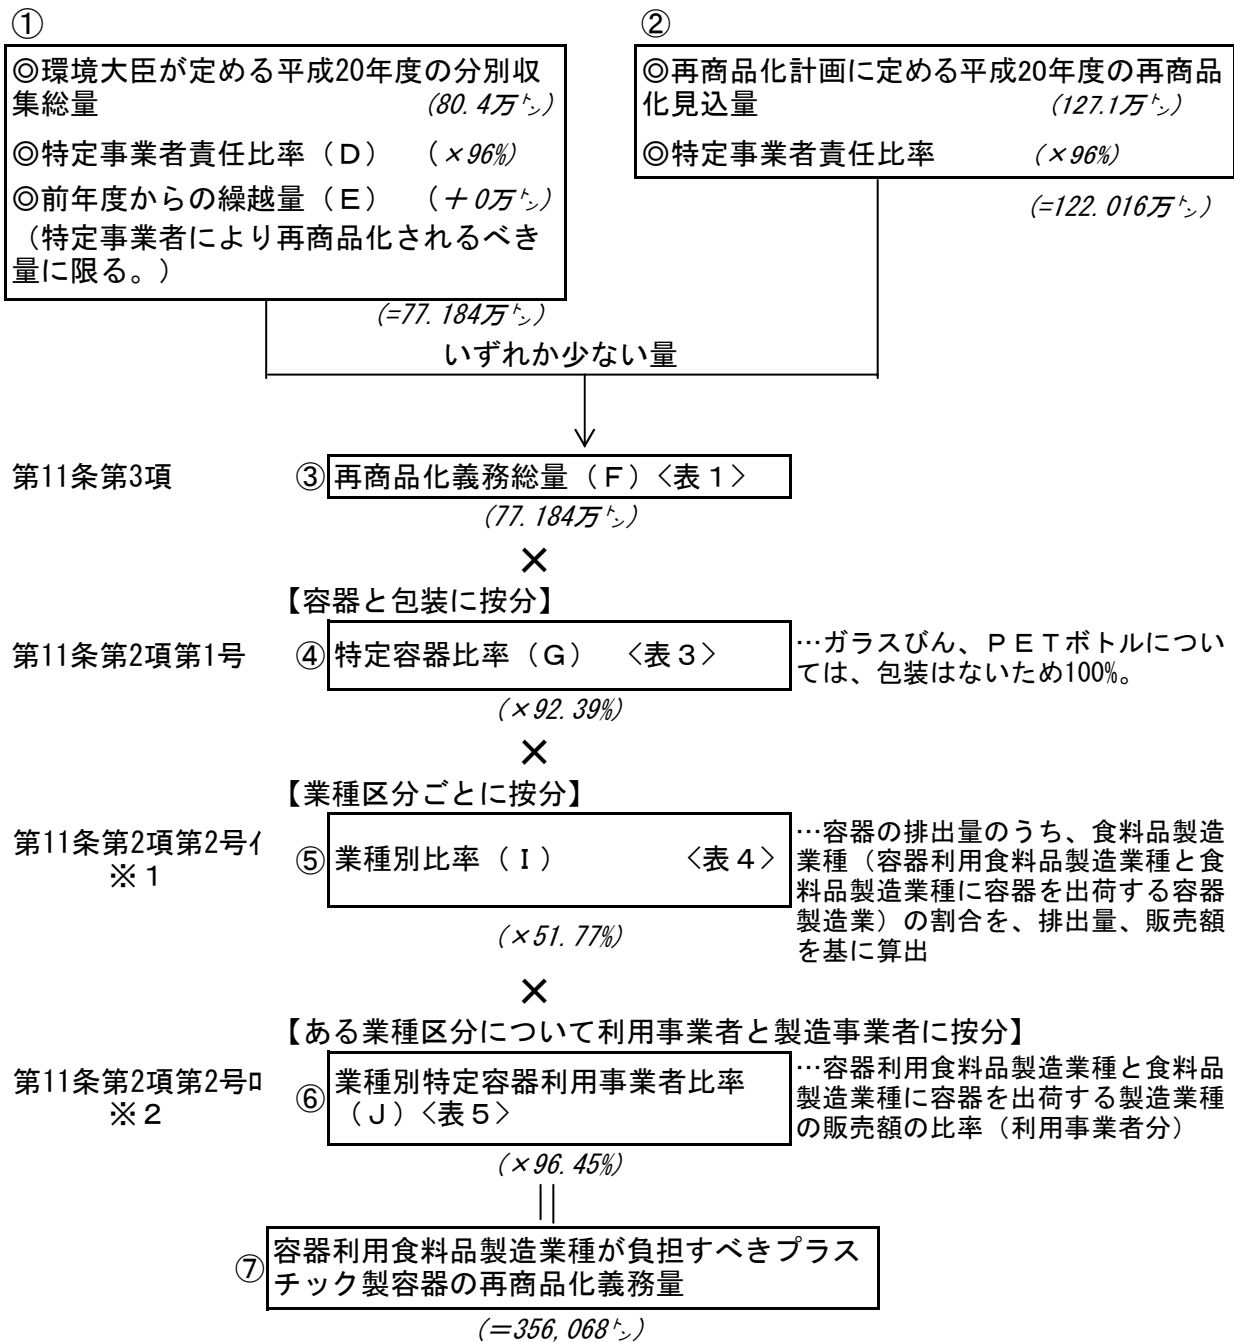 ①
◎環境大臣が定める平成20年度の分別収
集総量 (80.4万㌧)
◎特定事業者責任比率（Ｄ） (×96%)
◎前年度からの繰越量（Ｅ） (＋0万㌧)
（特定事業者により再商品化されるべき
量に限る。）
(=77.184万㌧)
②
◎再商品化計画に定める平成20年度の再商品
化見込量 (127.1万㌧)
◎特定事業者責任比率 (×96%)
(=122.016万㌧)
いずれか少ない量
第11条第3項 ③再商品化義務総量（Ｆ）〈表１〉
(77.184万㌧)
×
【容器と包装に按分】
第11条第2項第1号 ④特定容器比率（Ｇ） 〈表３〉
…ガラスびん、ＰＥＴボトルについ
ては、包装はないため100%。
(×92.39%)
×
【業種区分ごとに按分】
第11条第2項第2号ｲ
※１
⑤業種別比率（Ｉ） 〈表４〉
…容器の排出量のうち、食料品製造
業種（容器利用食料品製造業種と食
料品製造業種に容器を出荷する容器
製造業）の割合を、排出量、販売額
を基に算出
(×51.77%)
×
【ある業種区分について利用事業者と製造事業者に按分】
第11条第2項第2号ﾛ
※２
⑥業種別特定容器利用事業者比率
（Ｊ）〈表５〉
…容器利用食料品製造業種と食料品
製造業種に容器を出荷する製造業種
の販売額の比率（利用事業者分）
(×96.45%)
||
⑦容器利用食料品製造業種が負担すべきプラス
チック製容器の再商品化義務量
(＝356,068㌧)